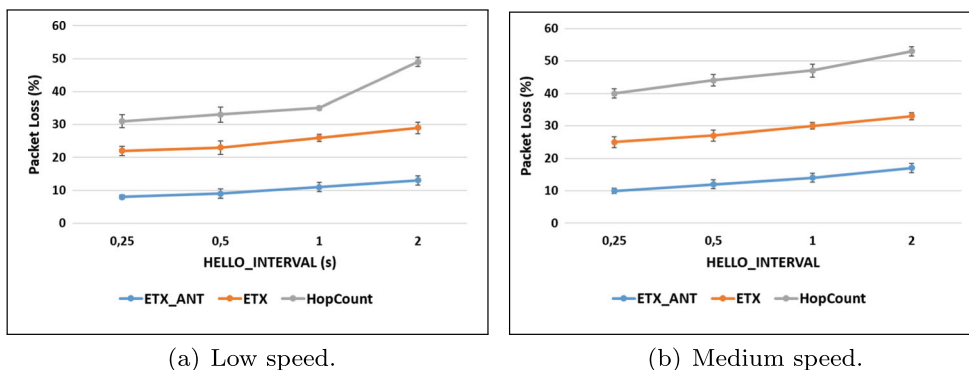 60
50
40
30
20
10
0
Packet Loss (%)
0,25 0,5 1 2
HELLO_INTERVAL (s)
ETX_ANT ETX HopCount
(a) Low speed.
60
50
40
30
20
10
0
Packet Loss (%)
0,25 0,5 1 2
HELLO_INTERVAL
ETX_ANT ETX HopCount
(b) Medium speed.